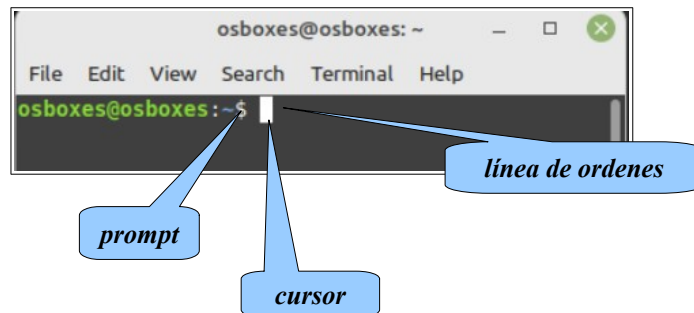 osboxes@osboxes: ~
File Edit View Search Terminal Help
osboxes@osboxes:~$
línea de ordenes
prompt
cursor